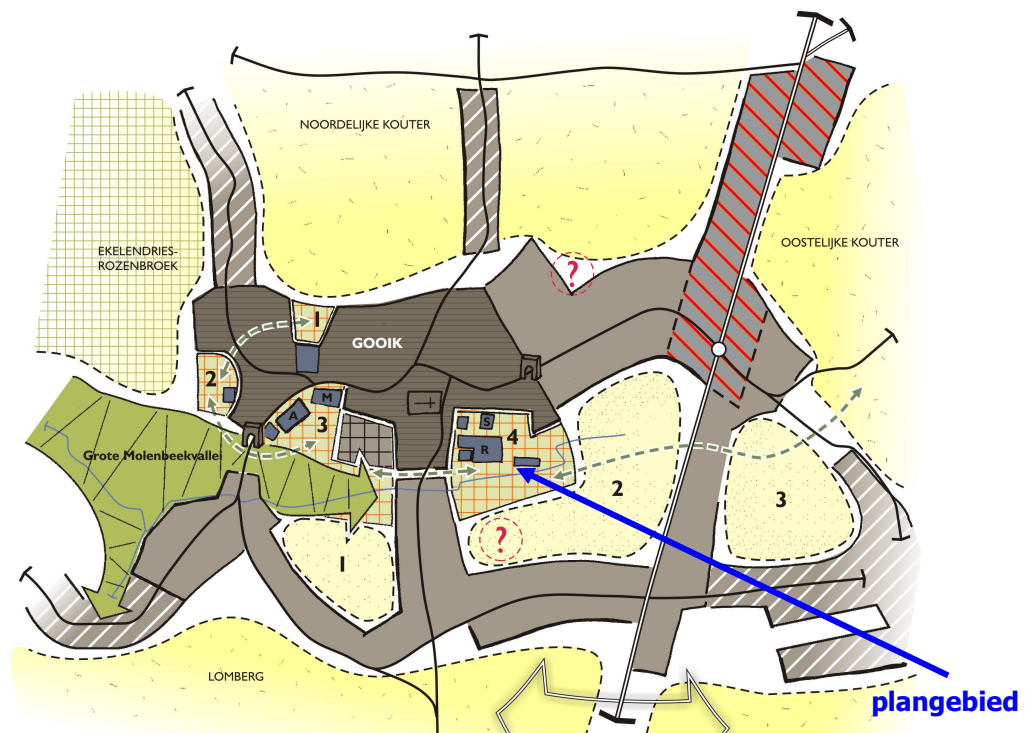 NOORDELIJKE KOUTER
?
EKELENDRIES-
ROZENBROEK
OOSTELIJKE KOUTER
1
GOOIK
2
M
A
3
S
4
R
Grote Molenbeekvallei
2
3
?
1
LOMBERG
plangebied